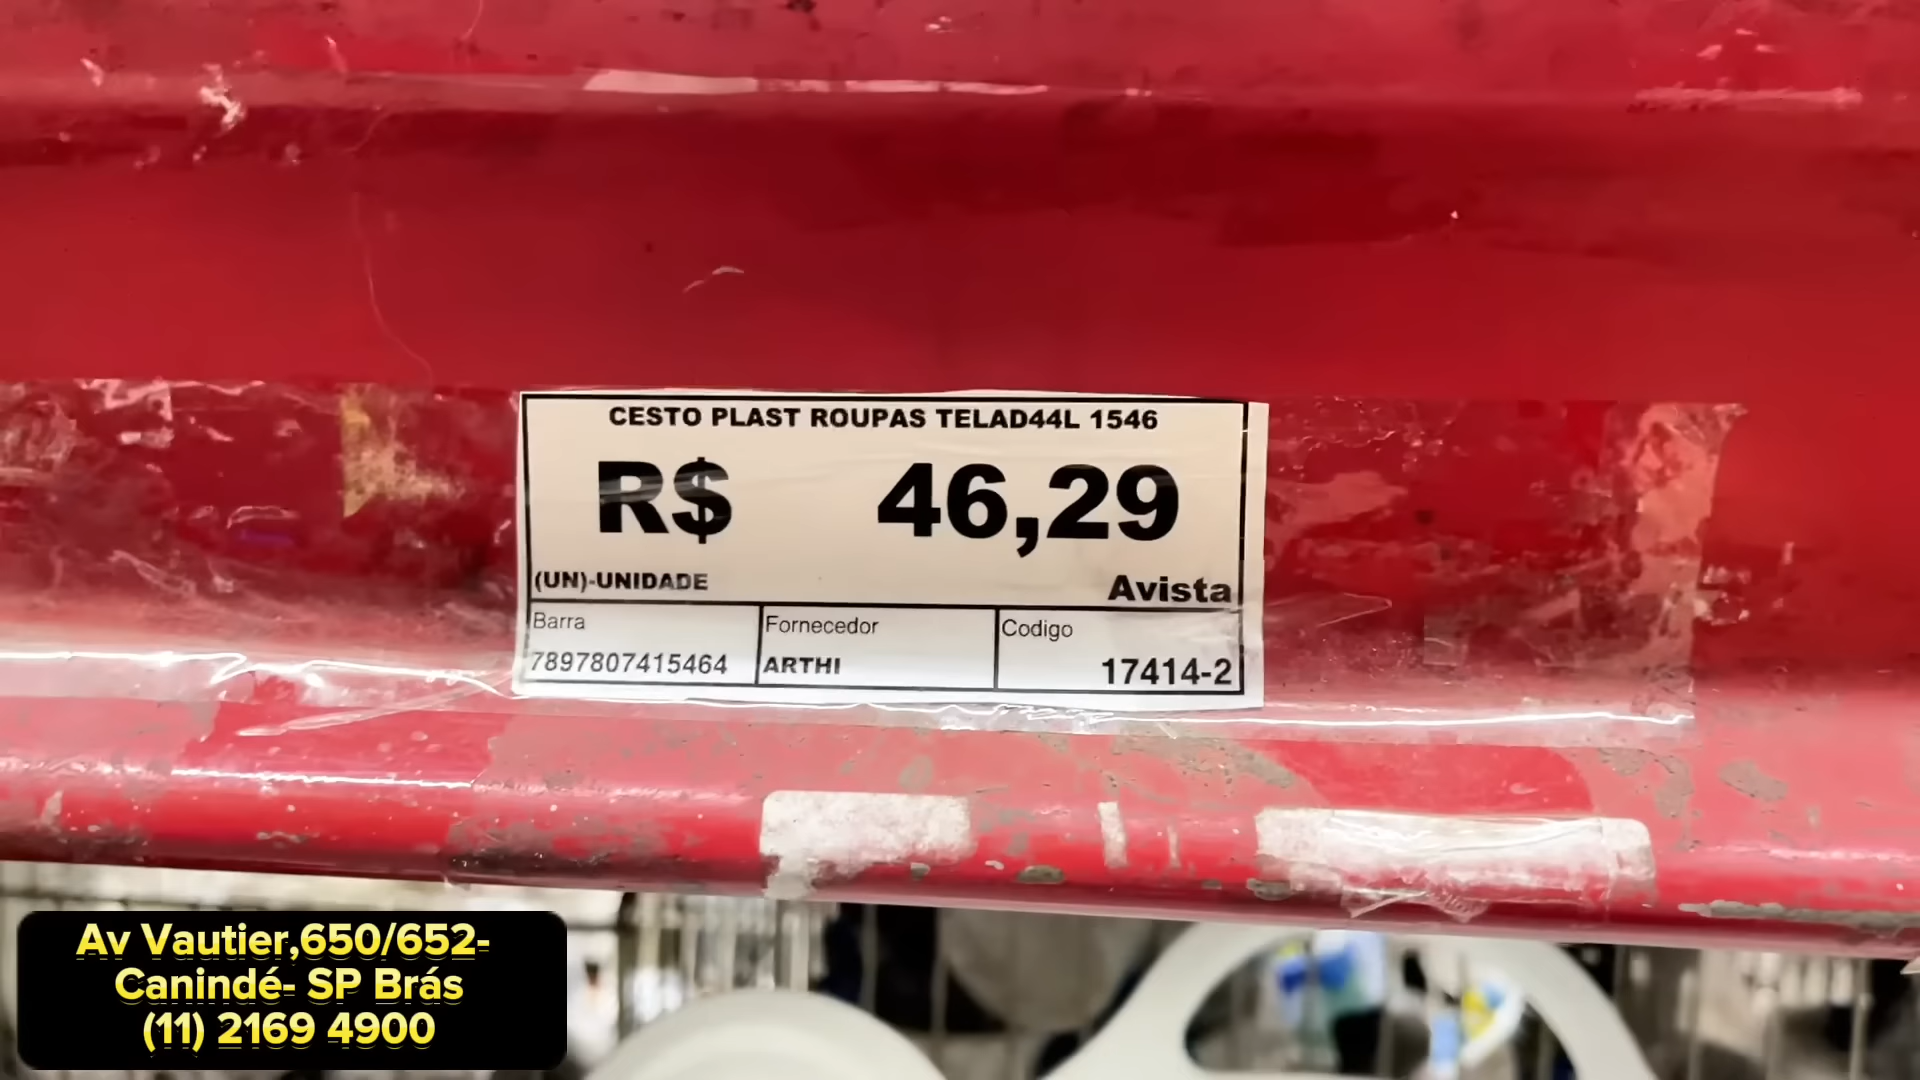 CESTO PLAST ROUPAS TELAD44L 1546
R$ 46,29
(UN)-UNIDADE Avista
Barra Fornecedor Codigo
7897807415464 ARTHI 17414-2
Av Vautier,650/652-
Canindé- SP Brás
(11) 2169 4900